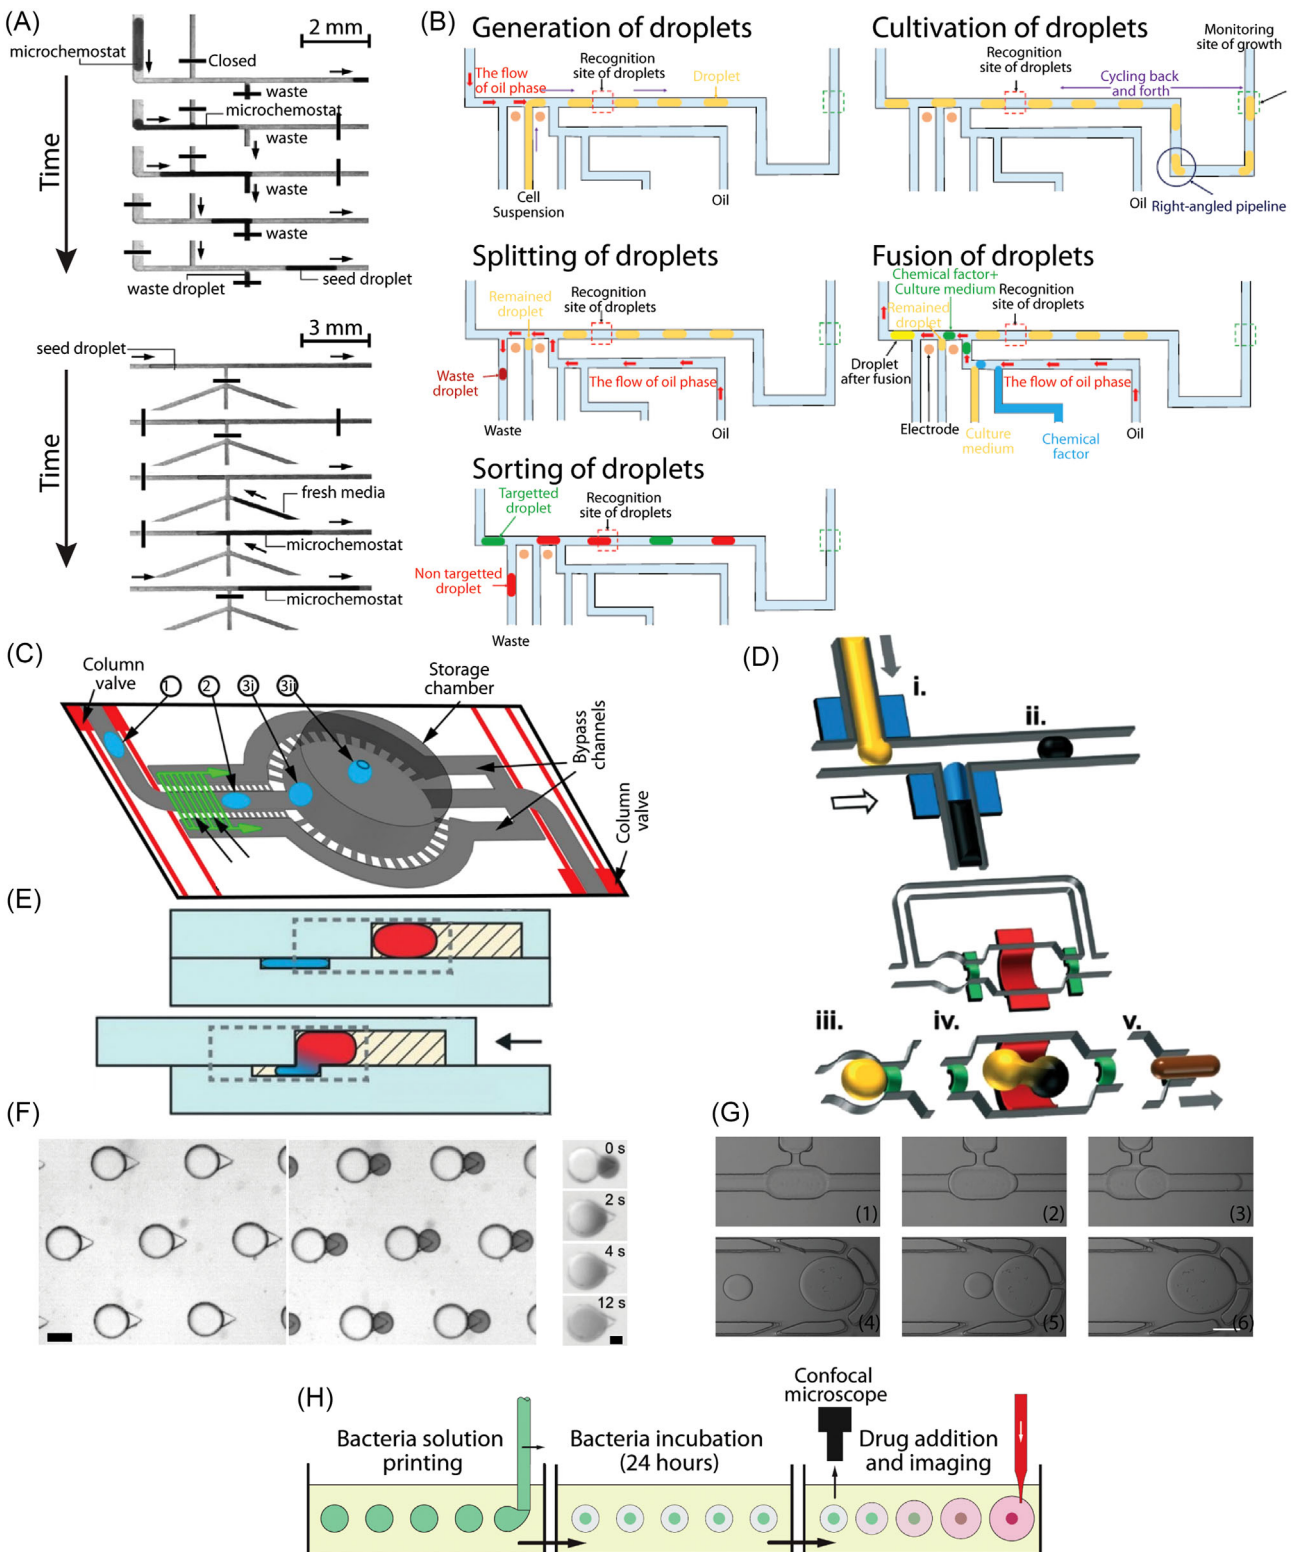 (A)
2 mm
microchemostat
Closed
waste
microchemostat
waste
waste
waste
waste droplet
seed droplet
Time
3 mm
seed droplet
fresh media
microchemostat
microchemostat
Time
(B)
Generation of droplets
The flow
of oil phase
Recognition
site of droplets
Droplet
Cell
Suspension
Oil
Cultivation of droplets
Recognition
site of droplets
Cycling back
and forth
Monitoring
site of growth
Oil
Right-angled pipeline
Splitting of droplets
Remained
droplet
Recognition
site of droplets
Waste
droplet
The flow of oil phase
Waste
Oil
Fusion of droplets
Chemical factor+
Culture medium
Remained
droplet
Recognition
site of droplets
Droplet
after fusion
The flow of oil phase
Electrode
Culture
medium
Chemical
factor
Oil
Sorting of droplets
Targetted
droplet
Recognition
site of droplets
Non targetted
droplet
Waste
(C)
Column
valve
1
2
3i
3ii
Storage
chamber
Bypass
channels
Column
valve
(D)
i.
ii.
iii.
iv.
v.
(E)
(F)
0 s
2 s
4 s
12 s
(G)
(1)
(2)
(3)
(4)
(5)
(6)
(H)
Bacteria solution
printing
Bacteria incubation
(24 hours)
Confocal
microscope
Drug addition
and imaging